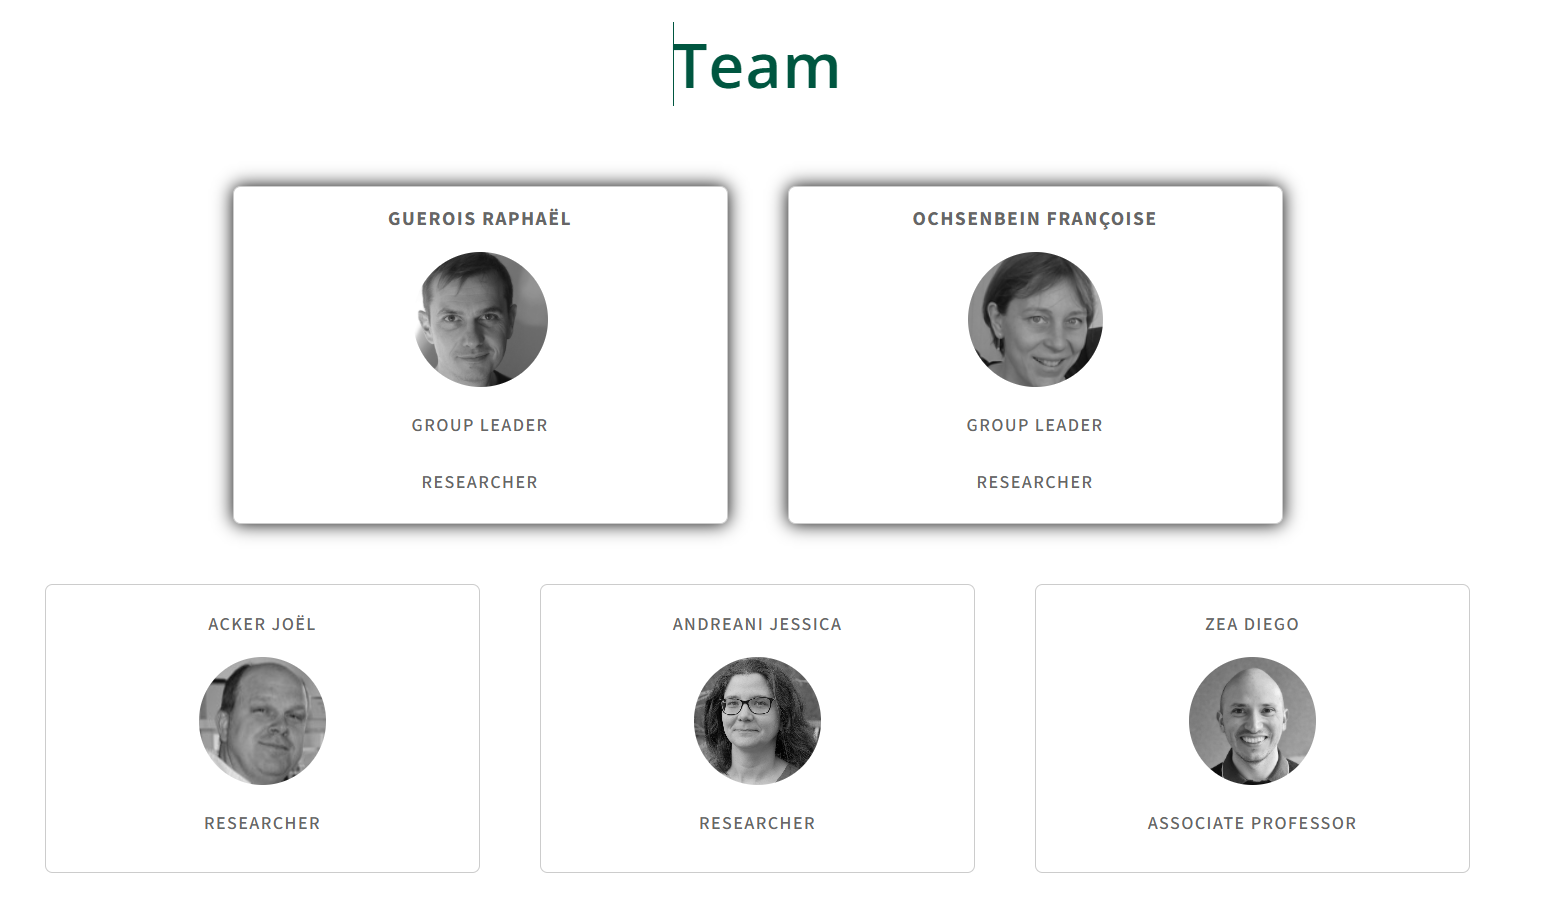 Team
GUEROIS RAPHAËL
GROUP LEADER
RESEARCHER
OCHSENBEIN FRANÇOISE
GROUP LEADER
RESEARCHER
ACKER JOËL
RESEARCHER
ANDREANI JESSICA
RESEARCHER
ZEA DIEGO
ASSOCIATE PROFESSOR